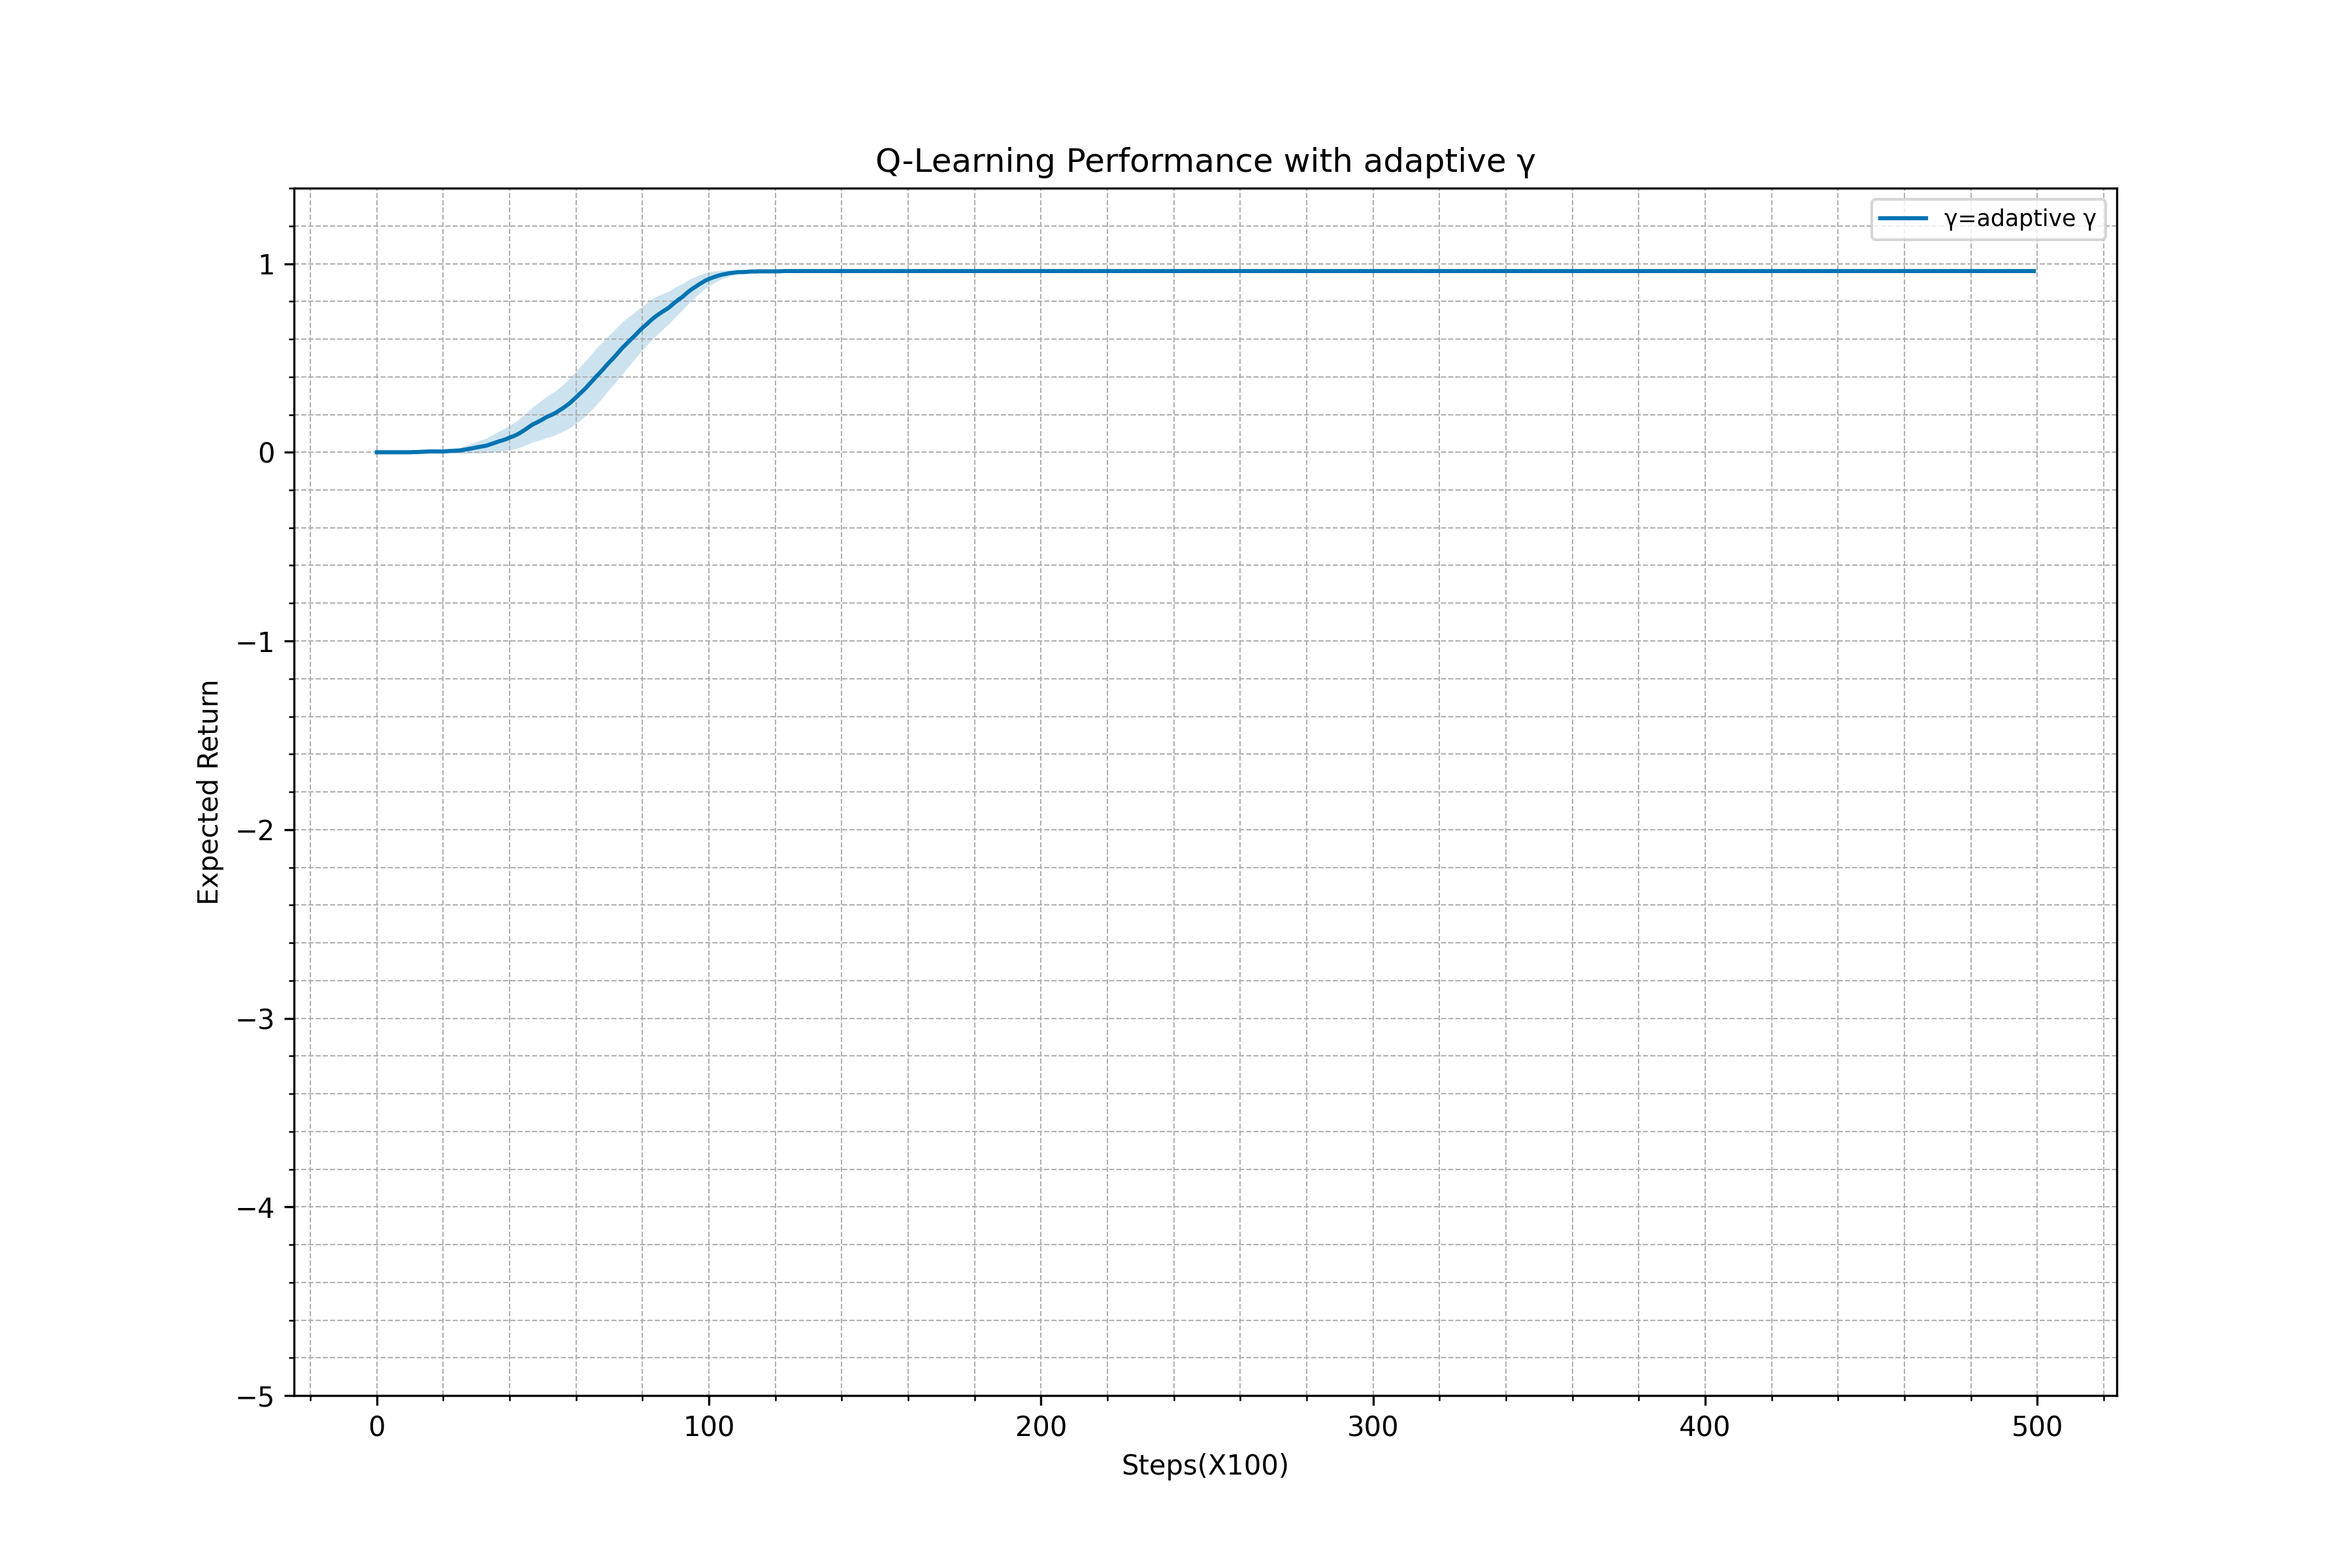 Q-Learning Performance with adaptive γ
γ=adaptive γ
1
0
−1
−2
−3
−4
−5
Expected Return
0 100 200 300 400 500
Steps(X100)